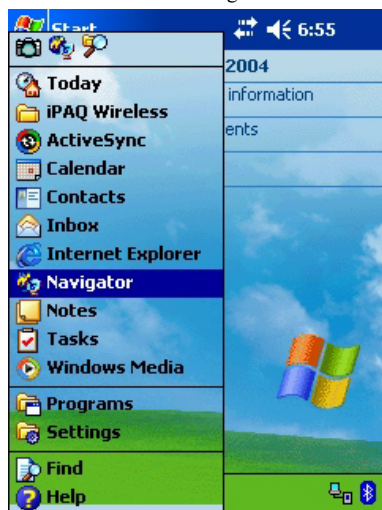 Start 6:55
2004
Today
information
iPAQ Wireless
ents
ActiveSync
Calendar
Contacts
Inbox
Internet Explorer
Navigator
Notes
Tasks
Windows Media
Programs
Settings
Find
Help